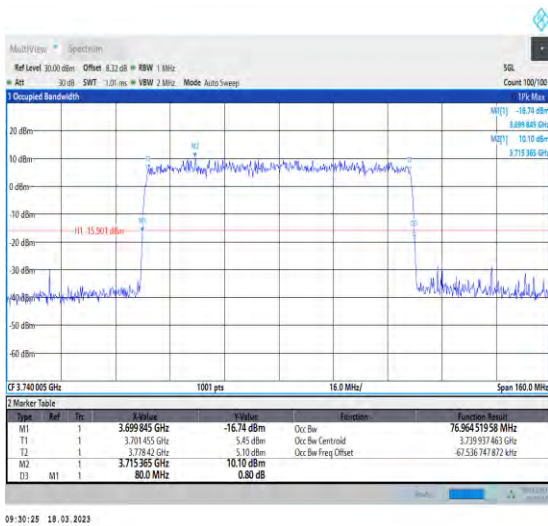 MultiView Spectrum
Ref Level 30.00 dBm Offset 8.32 dB RBW 1 MHz SGL
Att 30 dB SWT 1.01 ms VBW 2 MHz Mode Auto Sweep Count 100/100
1 Occupied Bandwidth 1Pk Max
M1[1] -16.74 dBm
3.699 845 GHz
20 dBm M2[1] 10.10 dBm
3.715 365 GHz
M2
10 dBm
0 dBm
-10 dBm
M1
H1 -15.901 dBm
D3
-20 dBm
-30 dBm
-40 dBm
-50 dBm
-60 dBm
CF 3.740 005 GHz 1001 pts 16.0 MHz/ Span 160.0 MHz
2 Marker Table
Type Ref Trc X-Value Y-Value Function Function Result
M1 1 3.699 845 GHz -16.74 dBm Occ Bw 76.964 519 58 MHz
T1 1 3.701 455 GHz 5.45 dBm Occ Bw Centroid 3.739 937 463 GHz
T2 1 3.778 42 GHz 5.10 dBm Occ Bw Freq Offset -67.536 747 872 kHz
M2 1 3.715 365 GHz 10.10 dBm
D3 M1 1 80.0 MHz 0.80 dB
09:30:25 18.03.2023